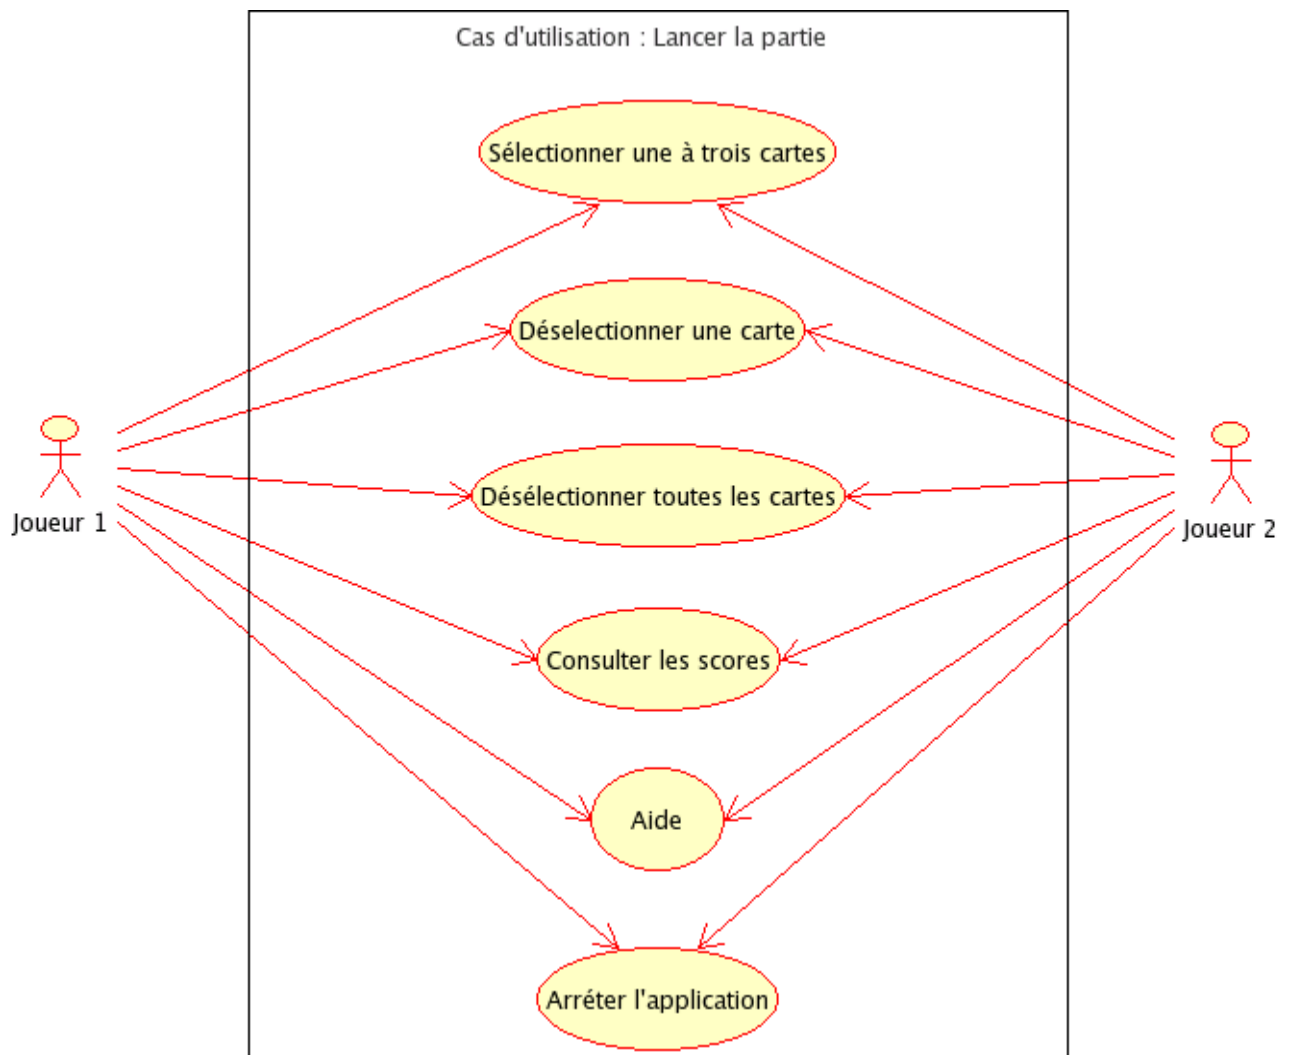 Cas d'utilisation : Lancer la partie
Sélectionner une à trois cartes
Déselectionner une carte
Désélectionner toutes les cartes
Joueur 1
Joueur 2
Consulter les scores
Aide
Arréter l'application